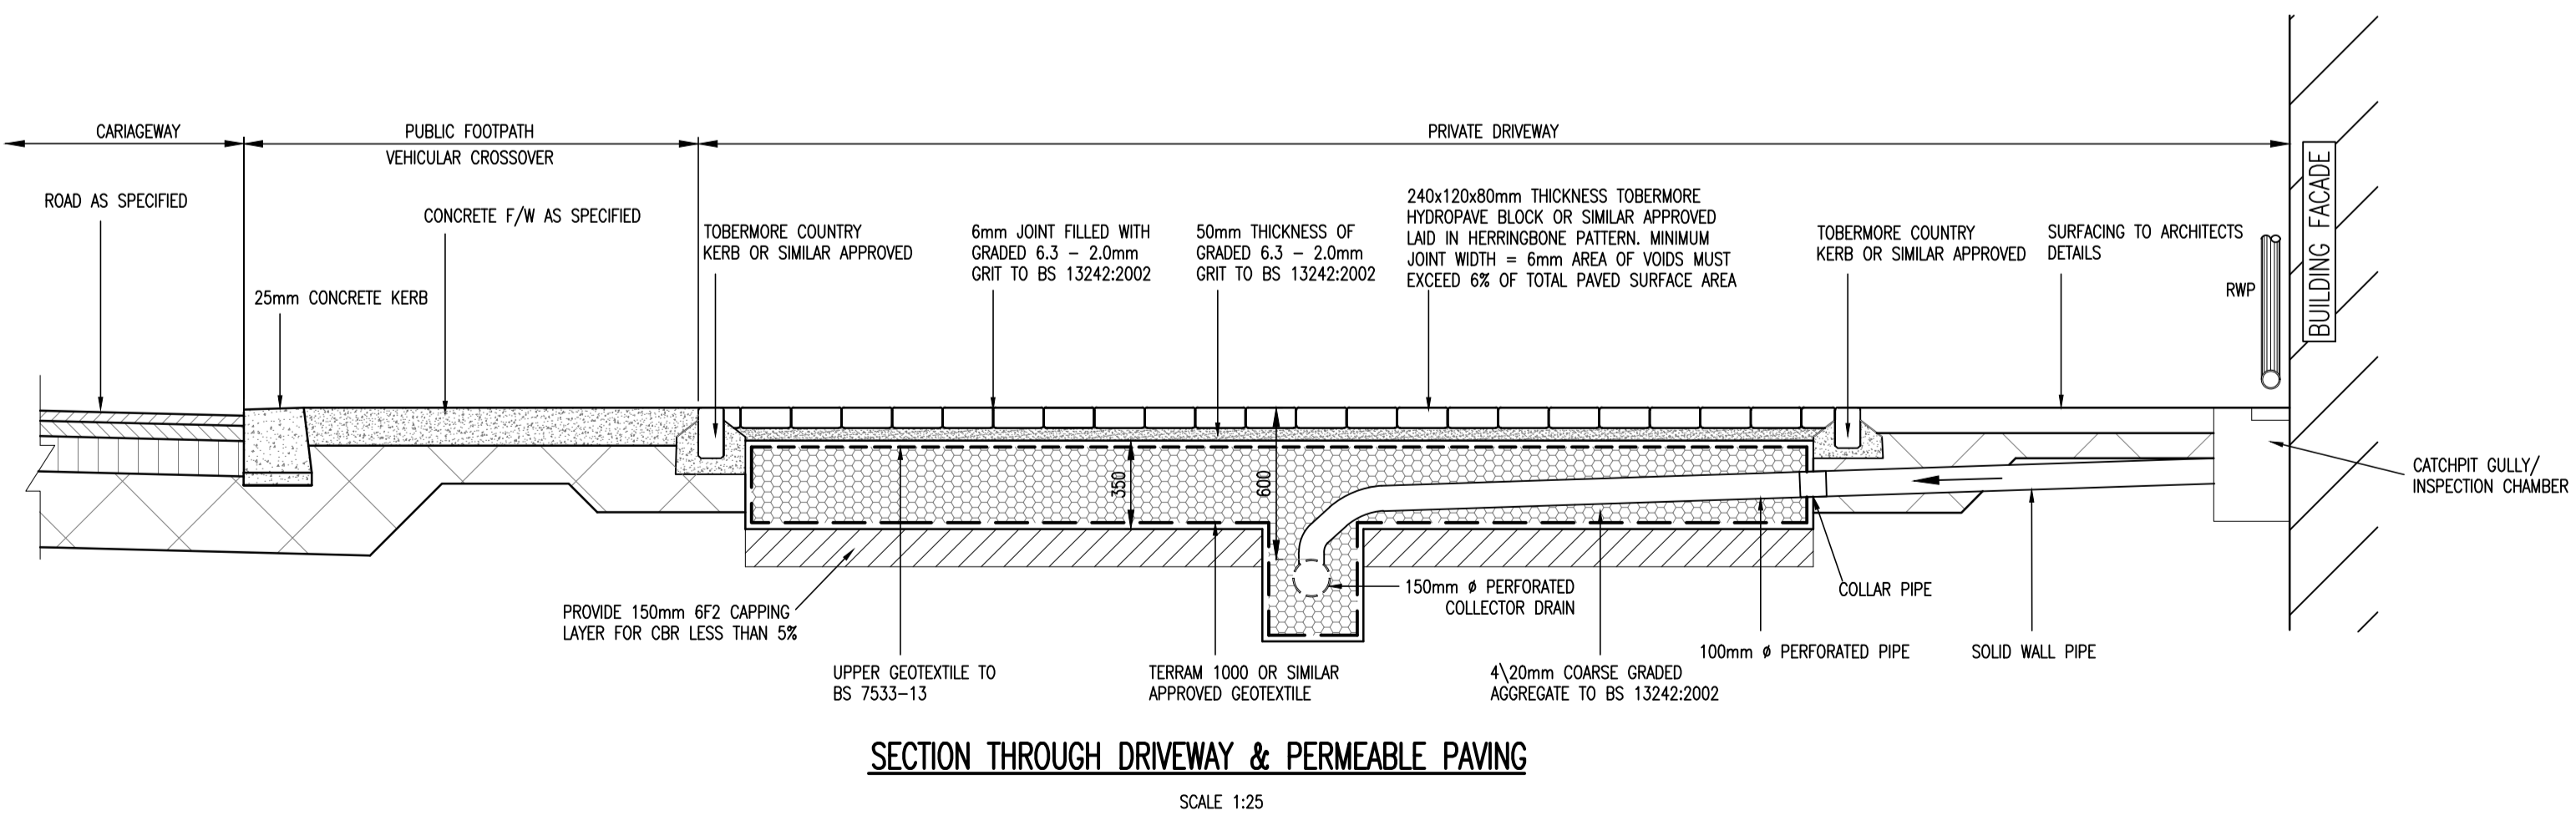 CARIAGEWAY
PUBLIC FOOTPATH
VEHICULAR CROSSOVER
PRIVATE DRIVEWAY
ROAD AS SPECIFIED
25mm CONCRETE KERB
CONCRETE F/W AS SPECIFIED
TOBERMORE COUNTRY
KERB OR SIMILAR APPROVED
6mm JOINT FILLED WITH
GRADED 6.3 - 2.0mm
GRIT TO BS 13242:2002
50mm THICKNESS OF
GRADED 6.3 - 2.0mm
GRIT TO BS 13242:2002
240x120x80mm THICKNESS TOBERMORE
HYDROPAVE BLOCK OR SIMILAR APPROVED
LAID IN HERRINGBONE PATTERN. MINIMUM
JOINT WIDTH = 6mm AREA OF VOIDS MUST
EXCEED 6% OF TOTAL PAVED SURFACE AREA
TOBERMORE COUNTRY
KERB OR SIMILAR APPROVED
SURFACING TO ARCHITECTS
DETAILS
RWP
BUILDING FACADE
350
600
CATCHPIT GULLY/
INSPECTION CHAMBER
PROVIDE 150mm 6F2 CAPPING
LAYER FOR CBR LESS THAN 5%
150mm ø PERFORATED
COLLECTOR DRAIN
COLLAR PIPE
UPPER GEOTEXTILE TO
BS 7533-13
TERRAM 1000 OR SIMILAR
APPROVED GEOTEXTILE
4\20mm COARSE GRADED
AGGREGATE TO BS 13242:2002
100mm ø PERFORATED PIPE
SOLID WALL PIPE
SECTION THROUGH DRIVEWAY & PERMEABLE PAVING
SCALE 1:25